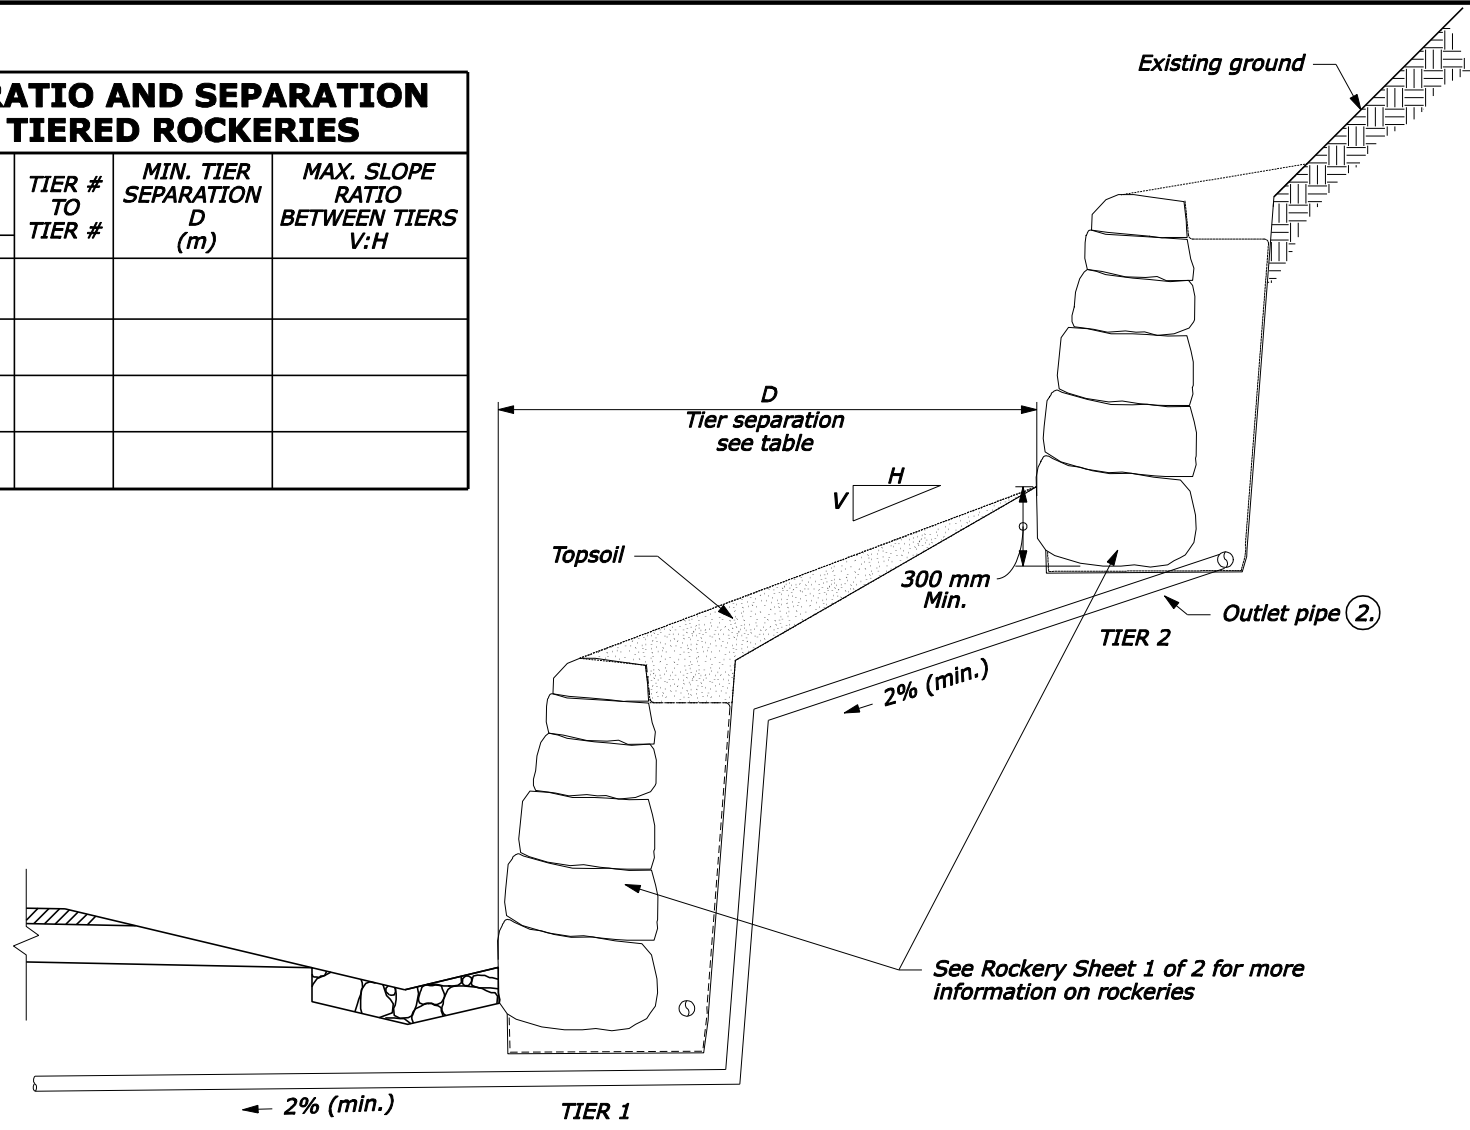 RATIO AND SEPARATION
TIERED ROCKERIES
TIER #
TO
TIER #
MIN. TIER
SEPARATION
D
(m)
MAX. SLOPE
RATIO
BETWEEN TIERS
V:H
Existing ground
D
Tier separation
see table
H
V
Topsoil
300 mm
Min.
Outlet pipe 2.
TIER 2
2% (min.)
See Rockery Sheet 1 of 2 for more
information on rockeries
2% (min.)
TIER 1